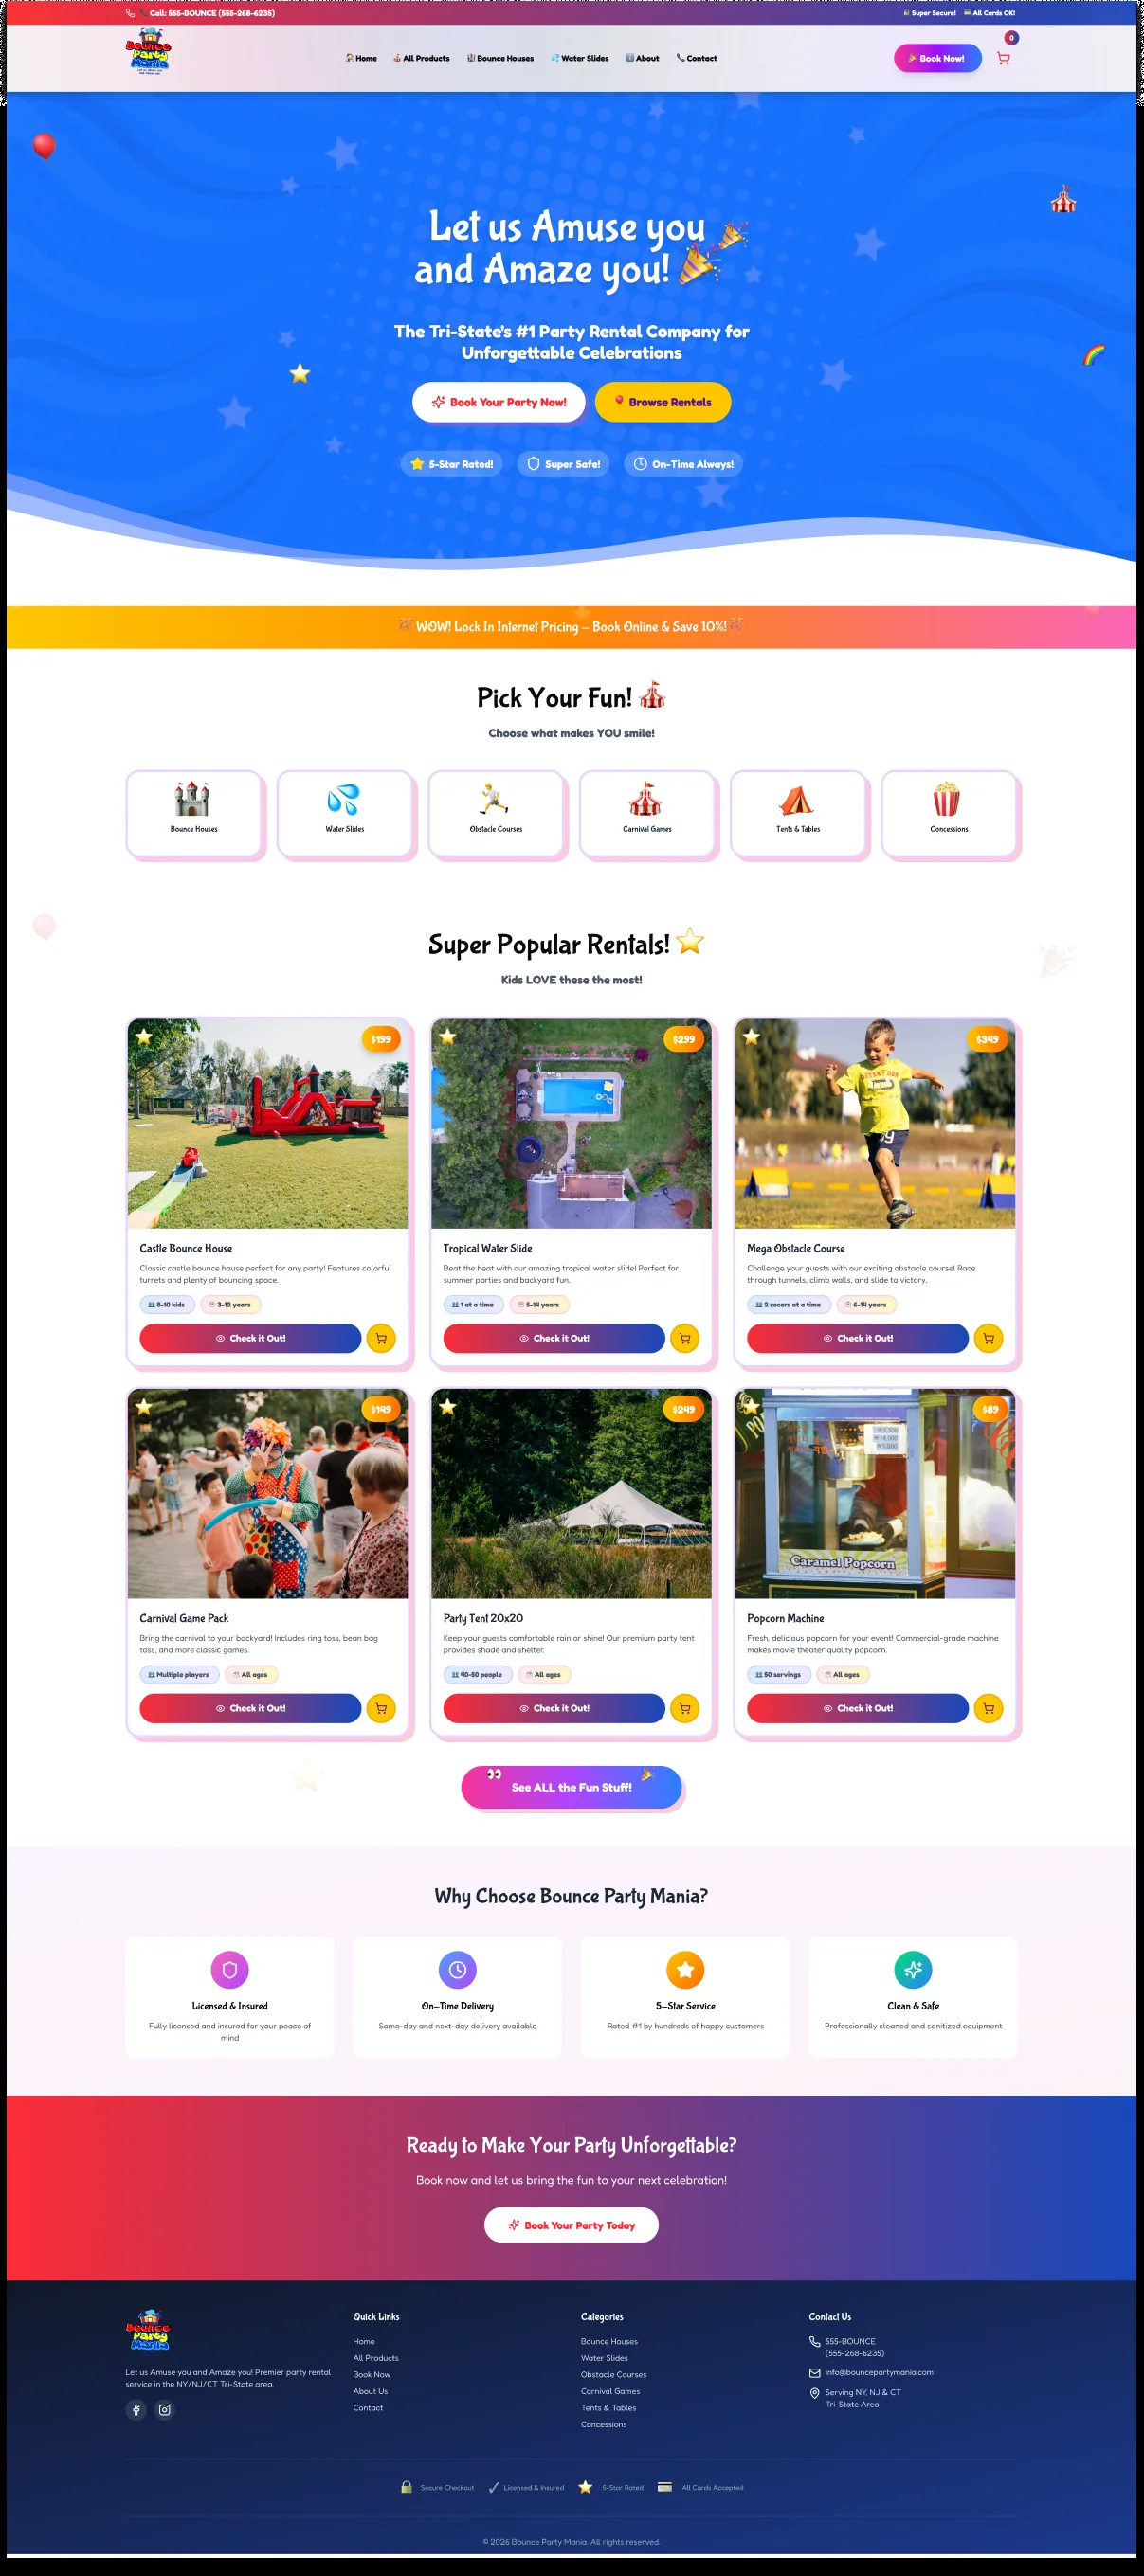 Call: 555-BOUNCE (555-268-6235)
Super Secure! All Cards OK!
Bounce
Party
Mania
Home All Products Bounce Houses Water Slides About Contact
Book Now!
0
Let us Amuse you
and Amaze you!
The Tri-State's #1 Party Rental Company for
Unforgettable Celebrations
Book Your Party Now!
Browse Rentals
5-Star Rated!
Super Safe!
On-Time Always!
WOW! Lock In Internet Pricing - Book Online & Save 10%!
Pick Your Fun!
Choose what makes YOU smile!
Bounce Houses
Water Slides
Obstacle Courses
Carnival Games
Tents & Tables
Concessions
Super Popular Rentals!
Kids LOVE these the most!
$199
Castle Bounce House
Classic castle bounce house perfect for any party! Features colorful
turrets and plenty of bouncing space.
8-10 kids
3-12 years
Check it Out!
$299
Tropical Water Slide
Beat the heat with our amazing tropical water slide! Perfect for
summer parties and backyard fun.
1 at a time
5-14 years
Check it Out!
$349
Mega Obstacle Course
Challenge your guests with our exciting obstacle course! Race
through tunnels, climb walls, and slide to victory.
2 racers at a time
6-14 years
Check it Out!
$149
Carnival Game Pack
Bring the carnival to your backyard! Includes ring toss, bean bag
toss, and more classic games.
Multiple players
All ages
Check it Out!
$249
Party Tent 20x20
Keep your guests comfortable rain or shine! Our premium party tent
provides shade and shelter.
40-50 people
All ages
Check it Out!
$89
Caramel Popcorn
Popcorn Machine
Fresh, delicious popcorn for your event! Commercial-grade machine
makes movie theater quality popcorn.
50 servings
All ages
Check it Out!
See ALL the Fun Stuff!
Why Choose Bounce Party Mania?
Licensed & Insured
Fully licensed and insured for your peace of
mind
On-Time Delivery
Same-day and next-day delivery available
5-Star Service
Rated #1 by hundreds of happy customers
Clean & Safe
Professionally cleaned and sanitized equipment
Ready to Make Your Party Unforgettable?
Book now and let us bring the fun to your next celebration!
Book Your Party Today
Bounce
Party
Mania
Let us Amuse you and Amaze you! Premier party rental
service in the NY/NJ/CT Tri-State area.
Quick Links
Home
All Products
Book Now
About Us
Contact
Categories
Bounce Houses
Water Slides
Obstacle Courses
Carnival Games
Tents & Tables
Concessions
Contact Us
555-BOUNCE
(555-268-6235)
info@bouncepartymania.com
Serving NY, NJ & CT
Tri-State Area
Secure Checkout
Licensed & Insured
5-Star Rated
All Cards Accepted
© 2026 Bounce Party Mania. All rights reserved.